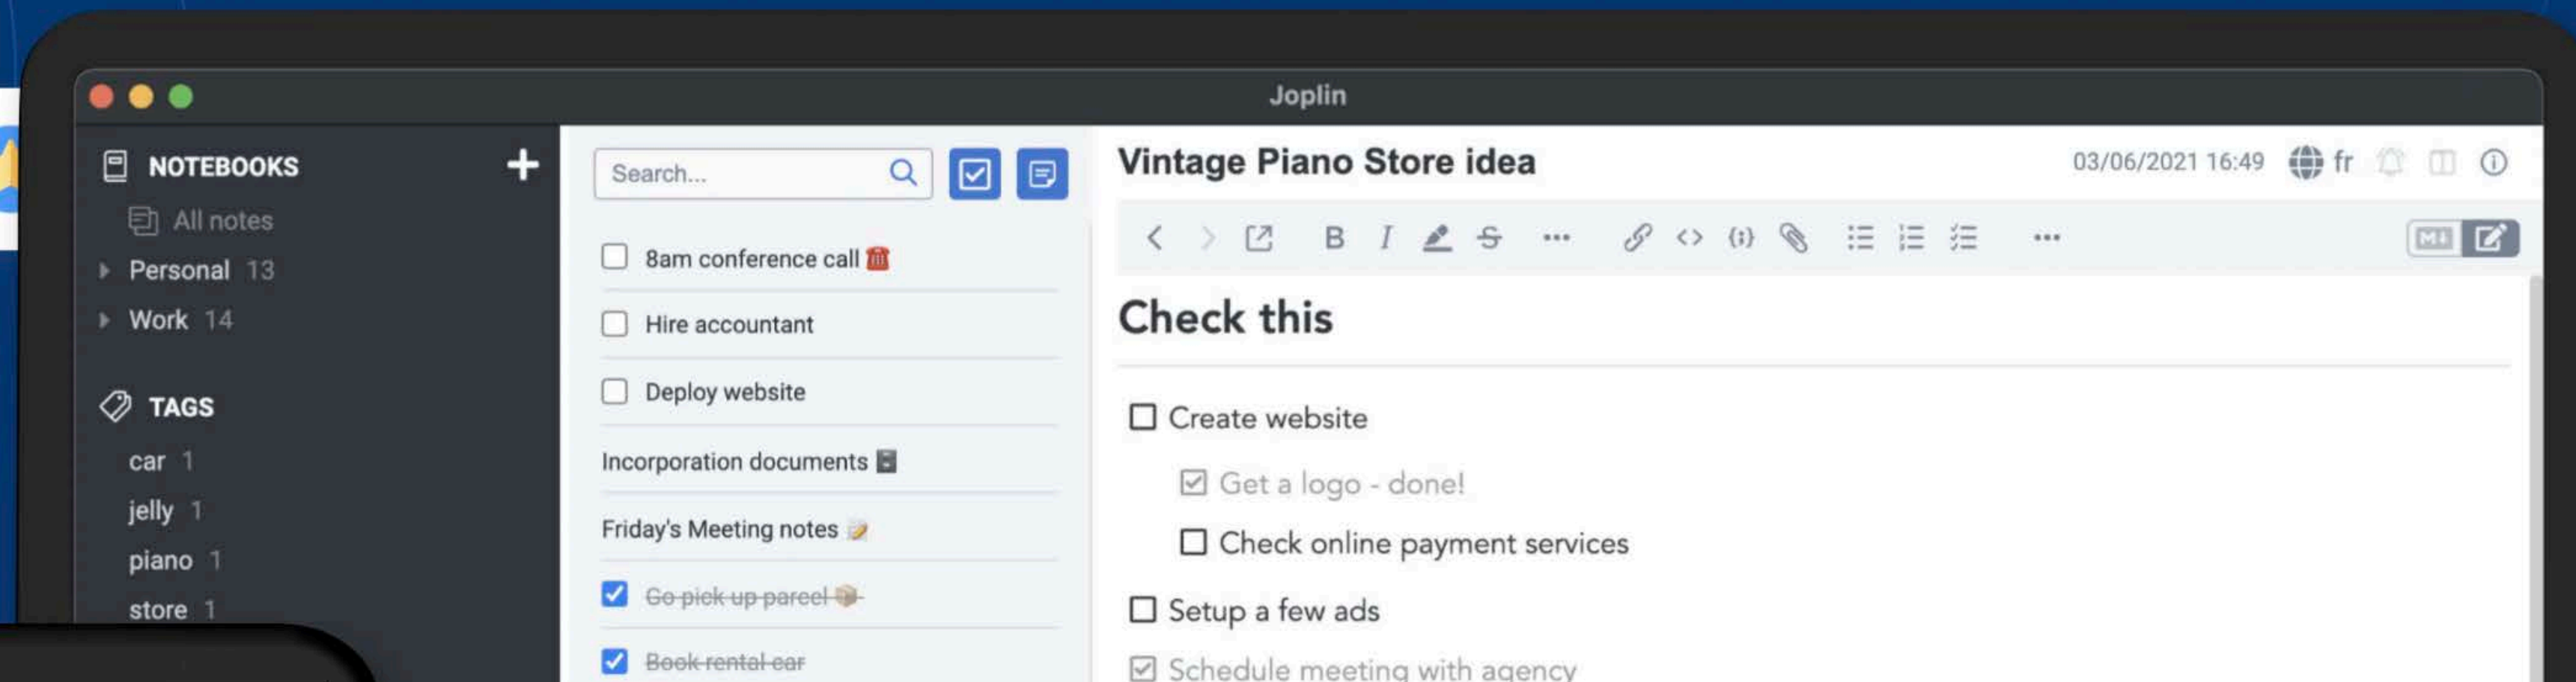 Joplin
NOTEBOOKS
All notes
Personal 13
Work 14
TAGS
car 1
jelly 1
piano 1
store 1
Search...
8am conference call ☎️
Hire accountant
Deploy website
Incorporation documents 🗄️
Friday's Meeting notes 📝
Go pick up parcel 📦
Book rental car
Vintage Piano Store idea
03/06/2021 16:49 fr
B I S
M↓
Check this
Create website
Get a logo - done!
Check online payment services
Setup a few ads
Schedule meeting with agency